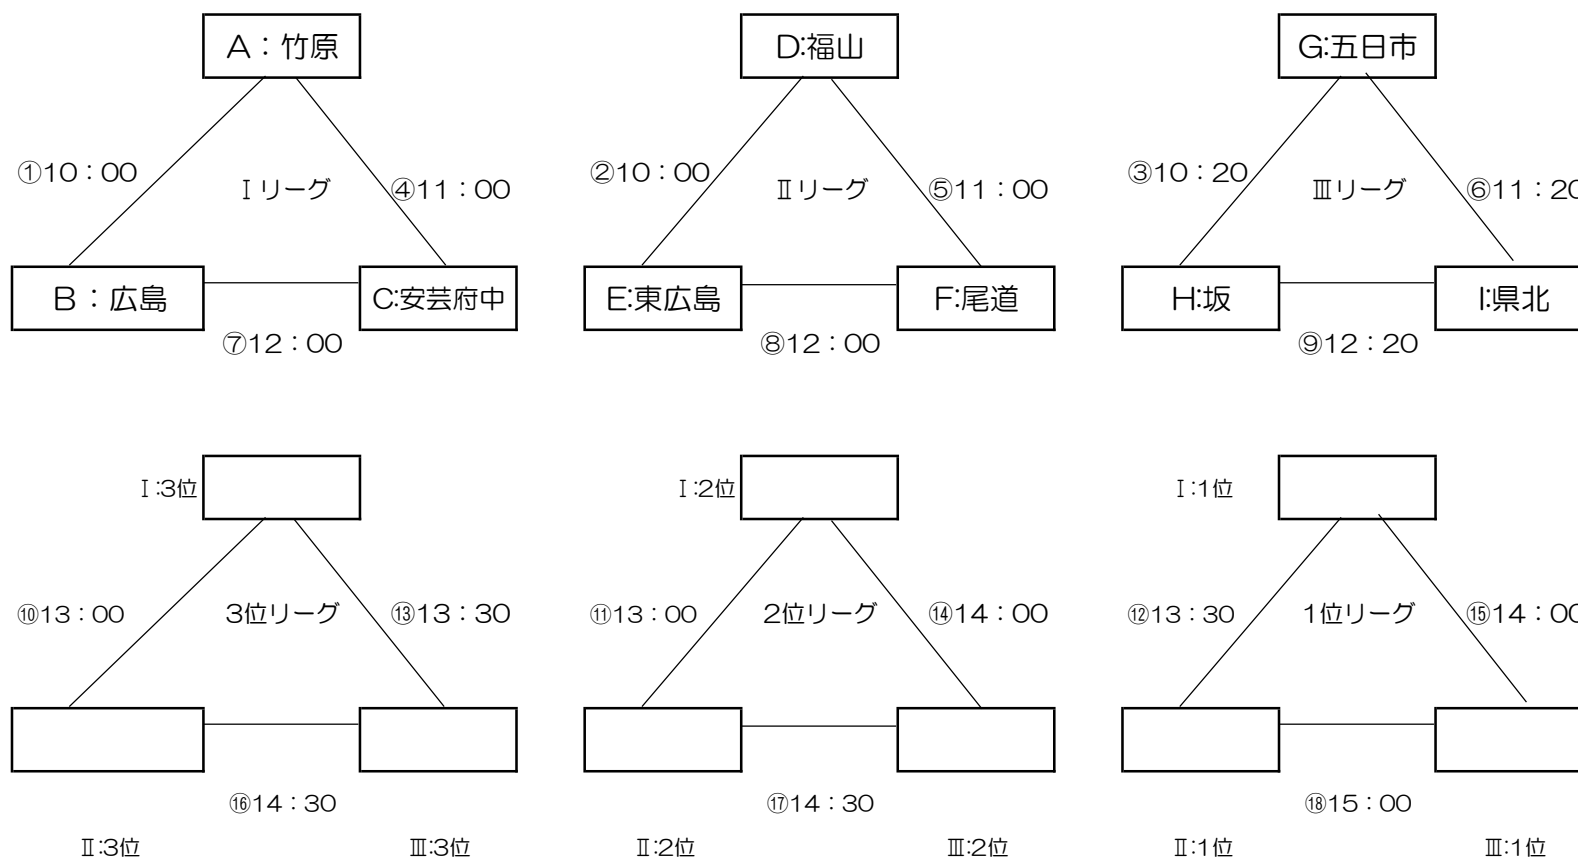 A：竹原
D:福山
G:五日市
①10：00
Ⅰリーグ
④11：00
②10：00
Ⅱリーグ
⑤11：00
③10：20
Ⅲリーグ
⑥11：20
B：広島
C:安芸府中
E:東広島
F:尾道
H:坂
I:県北
⑦12：00
⑧12：00
⑨12：20
Ⅰ:3位
Ⅰ:2位
Ⅰ:1位
⑩13：00
3位リーグ
⑬13：30
⑪13：00
2位リーグ
⑭14：00
⑫13：30
1位リーグ
⑮14：00
⑯14：30
⑰14：30
⑱15：00
Ⅱ:3位
Ⅲ:3位
Ⅱ:2位
Ⅲ:2位
Ⅱ:1位
Ⅲ:1位